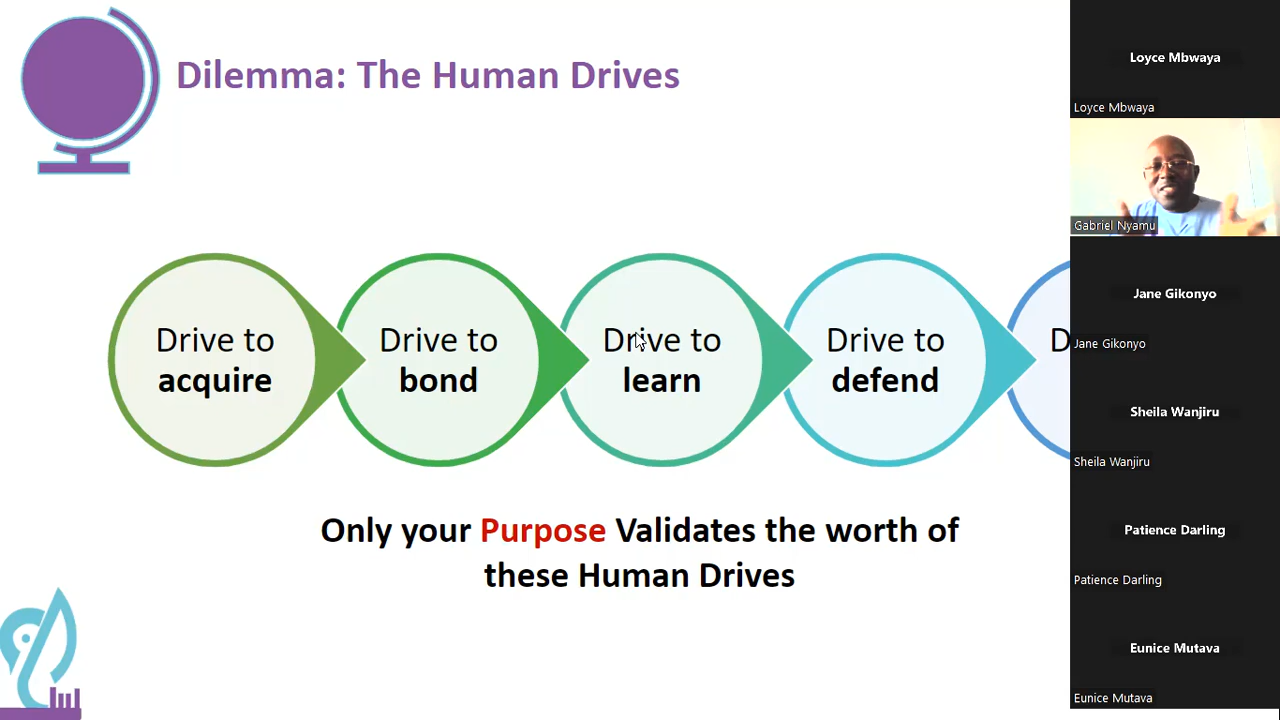 Dilemma: The Human Drives
Drive to
acquire
Drive to
bond
Drive to
learn
Drive to
defend
D
Only your Purpose Validates the worth of
these Human Drives
Loyce Mbwaya
Loyce Mbwaya
Gabriel Nyamu
Jane Gikonyo
Jane Gikonyo
Sheila Wanjiru
Sheila Wanjiru
Patience Darling
Patience Darling
Eunice Mutava
Eunice Mutava